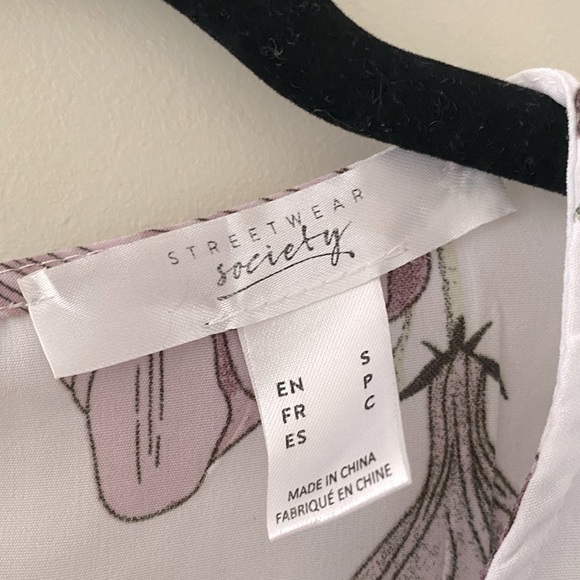 STREETWEAR
society
EN S
FR P
ES C
MADE IN CHINA
FABRIQUÉ EN CHINE